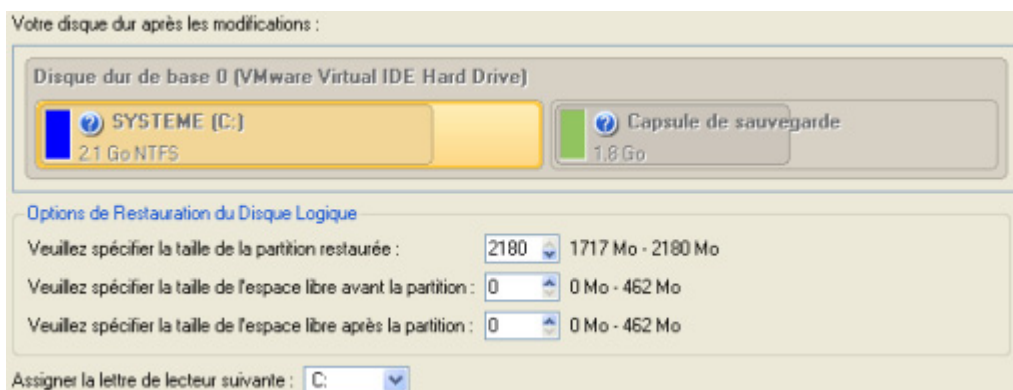 Votre disque dur après les modifications :
Disque dur de base 0 (VMware Virtual IDE Hard Drive)
SYSTEME (C:)
2.1 Go NTFS
Capsule de sauvegarde
1,8 Go
Options de Restauration du Disque Logique
Veuillez spécifier la taille de la partition restaurée : 2180 1717 Mo - 2180 Mo
Veuillez spécifier la taille de l'espace libre avant la partition : 0 0 Mo - 462 Mo
Veuillez spécifier la taille de l'espace libre après la partition : 0 0 Mo - 462 Mo
Assigner la lettre de lecteur suivante : C: